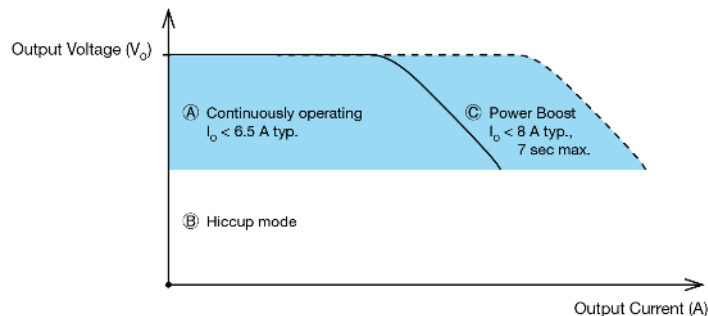 Output Voltage (Vo)
Ⓐ Continuously operating
Io < 6.5 A typ.
Ⓒ Power Boost
Io < 8 A typ.,
7 sec max.
Ⓑ Hiccup mode
Output Current (A)